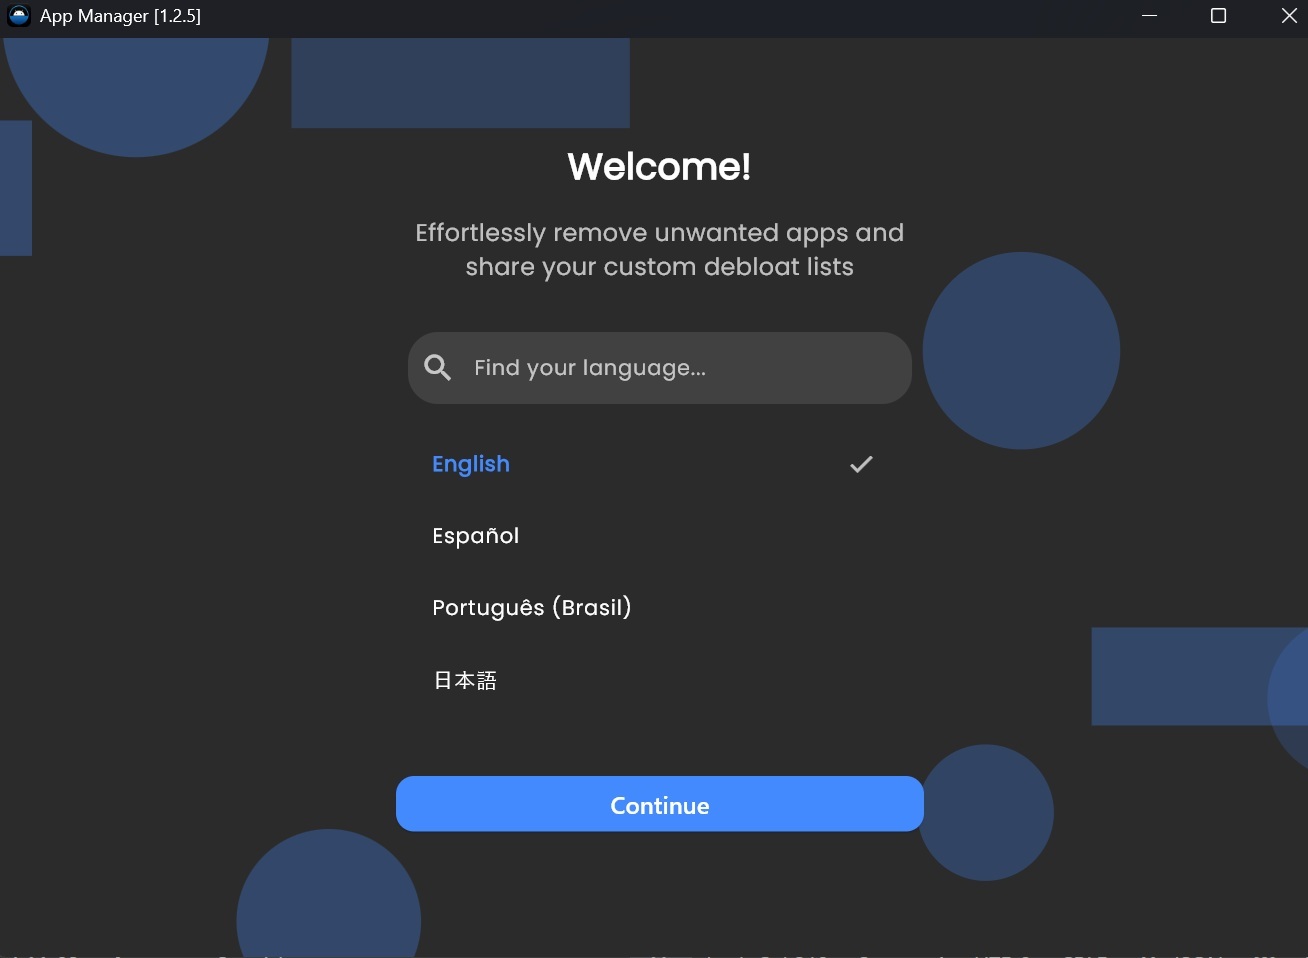 App Manager [1.2.5]
Welcome!
Effortlessly remove unwanted apps and
share your custom debloat lists
Find your language...
English
Español
Português (Brasil)
日本語
Continue